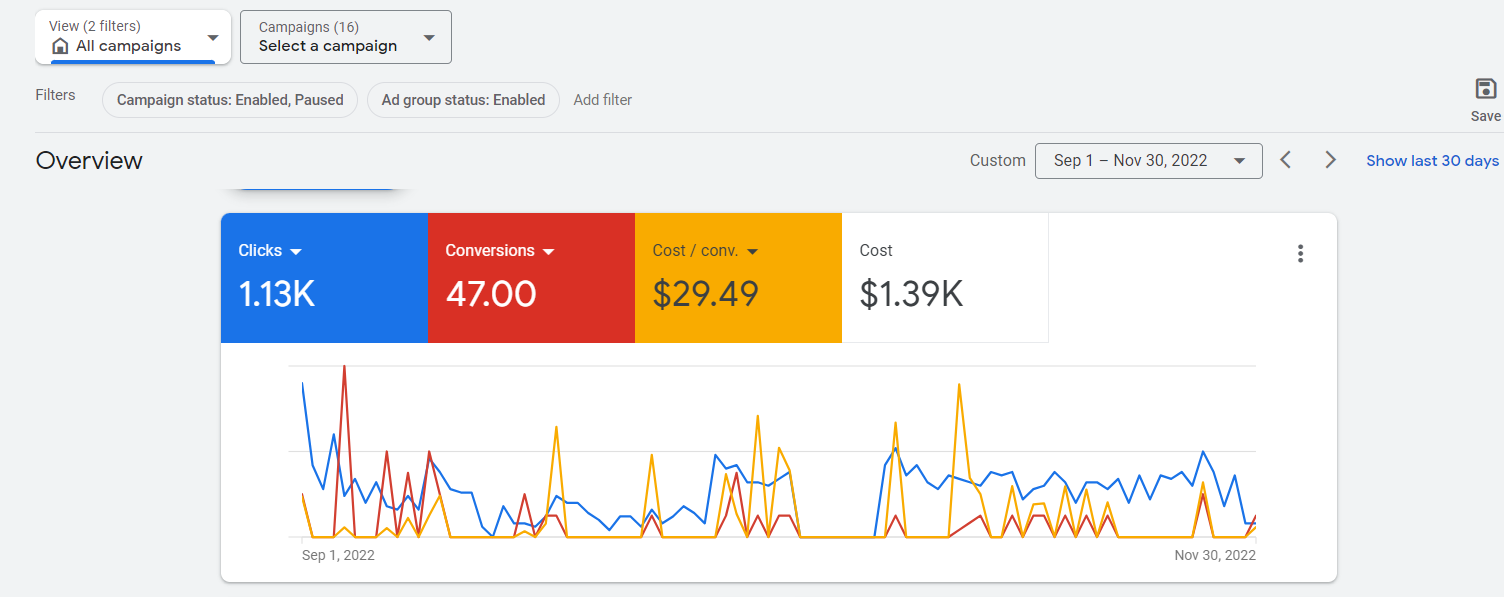 View (2 filters)
All campaigns
Campaigns (16)
Select a campaign
Filters
Campaign status: Enabled, Paused
Ad group status: Enabled
Add filter
Save
Overview
Custom
Sep 1 – Nov 30, 2022
Show last 30 days
Clicks
1.13K
Conversions
47.00
Cost / conv.
$29.49
Cost
$1.39K
Sep 1, 2022
Nov 30, 2022